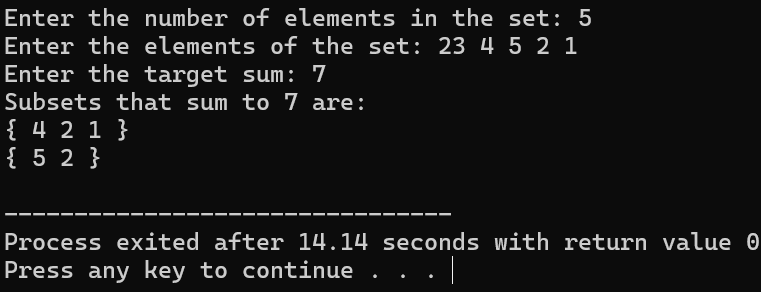 Enter the number of elements in the set: 5
Enter the elements of the set: 23 4 5 2 1
Enter the target sum: 7
Subsets that sum to 7 are:
{ 4 2 1 }
{ 5 2 }
--------------------------------
Process exited after 14.14 seconds with return value 0
Press any key to continue . . .